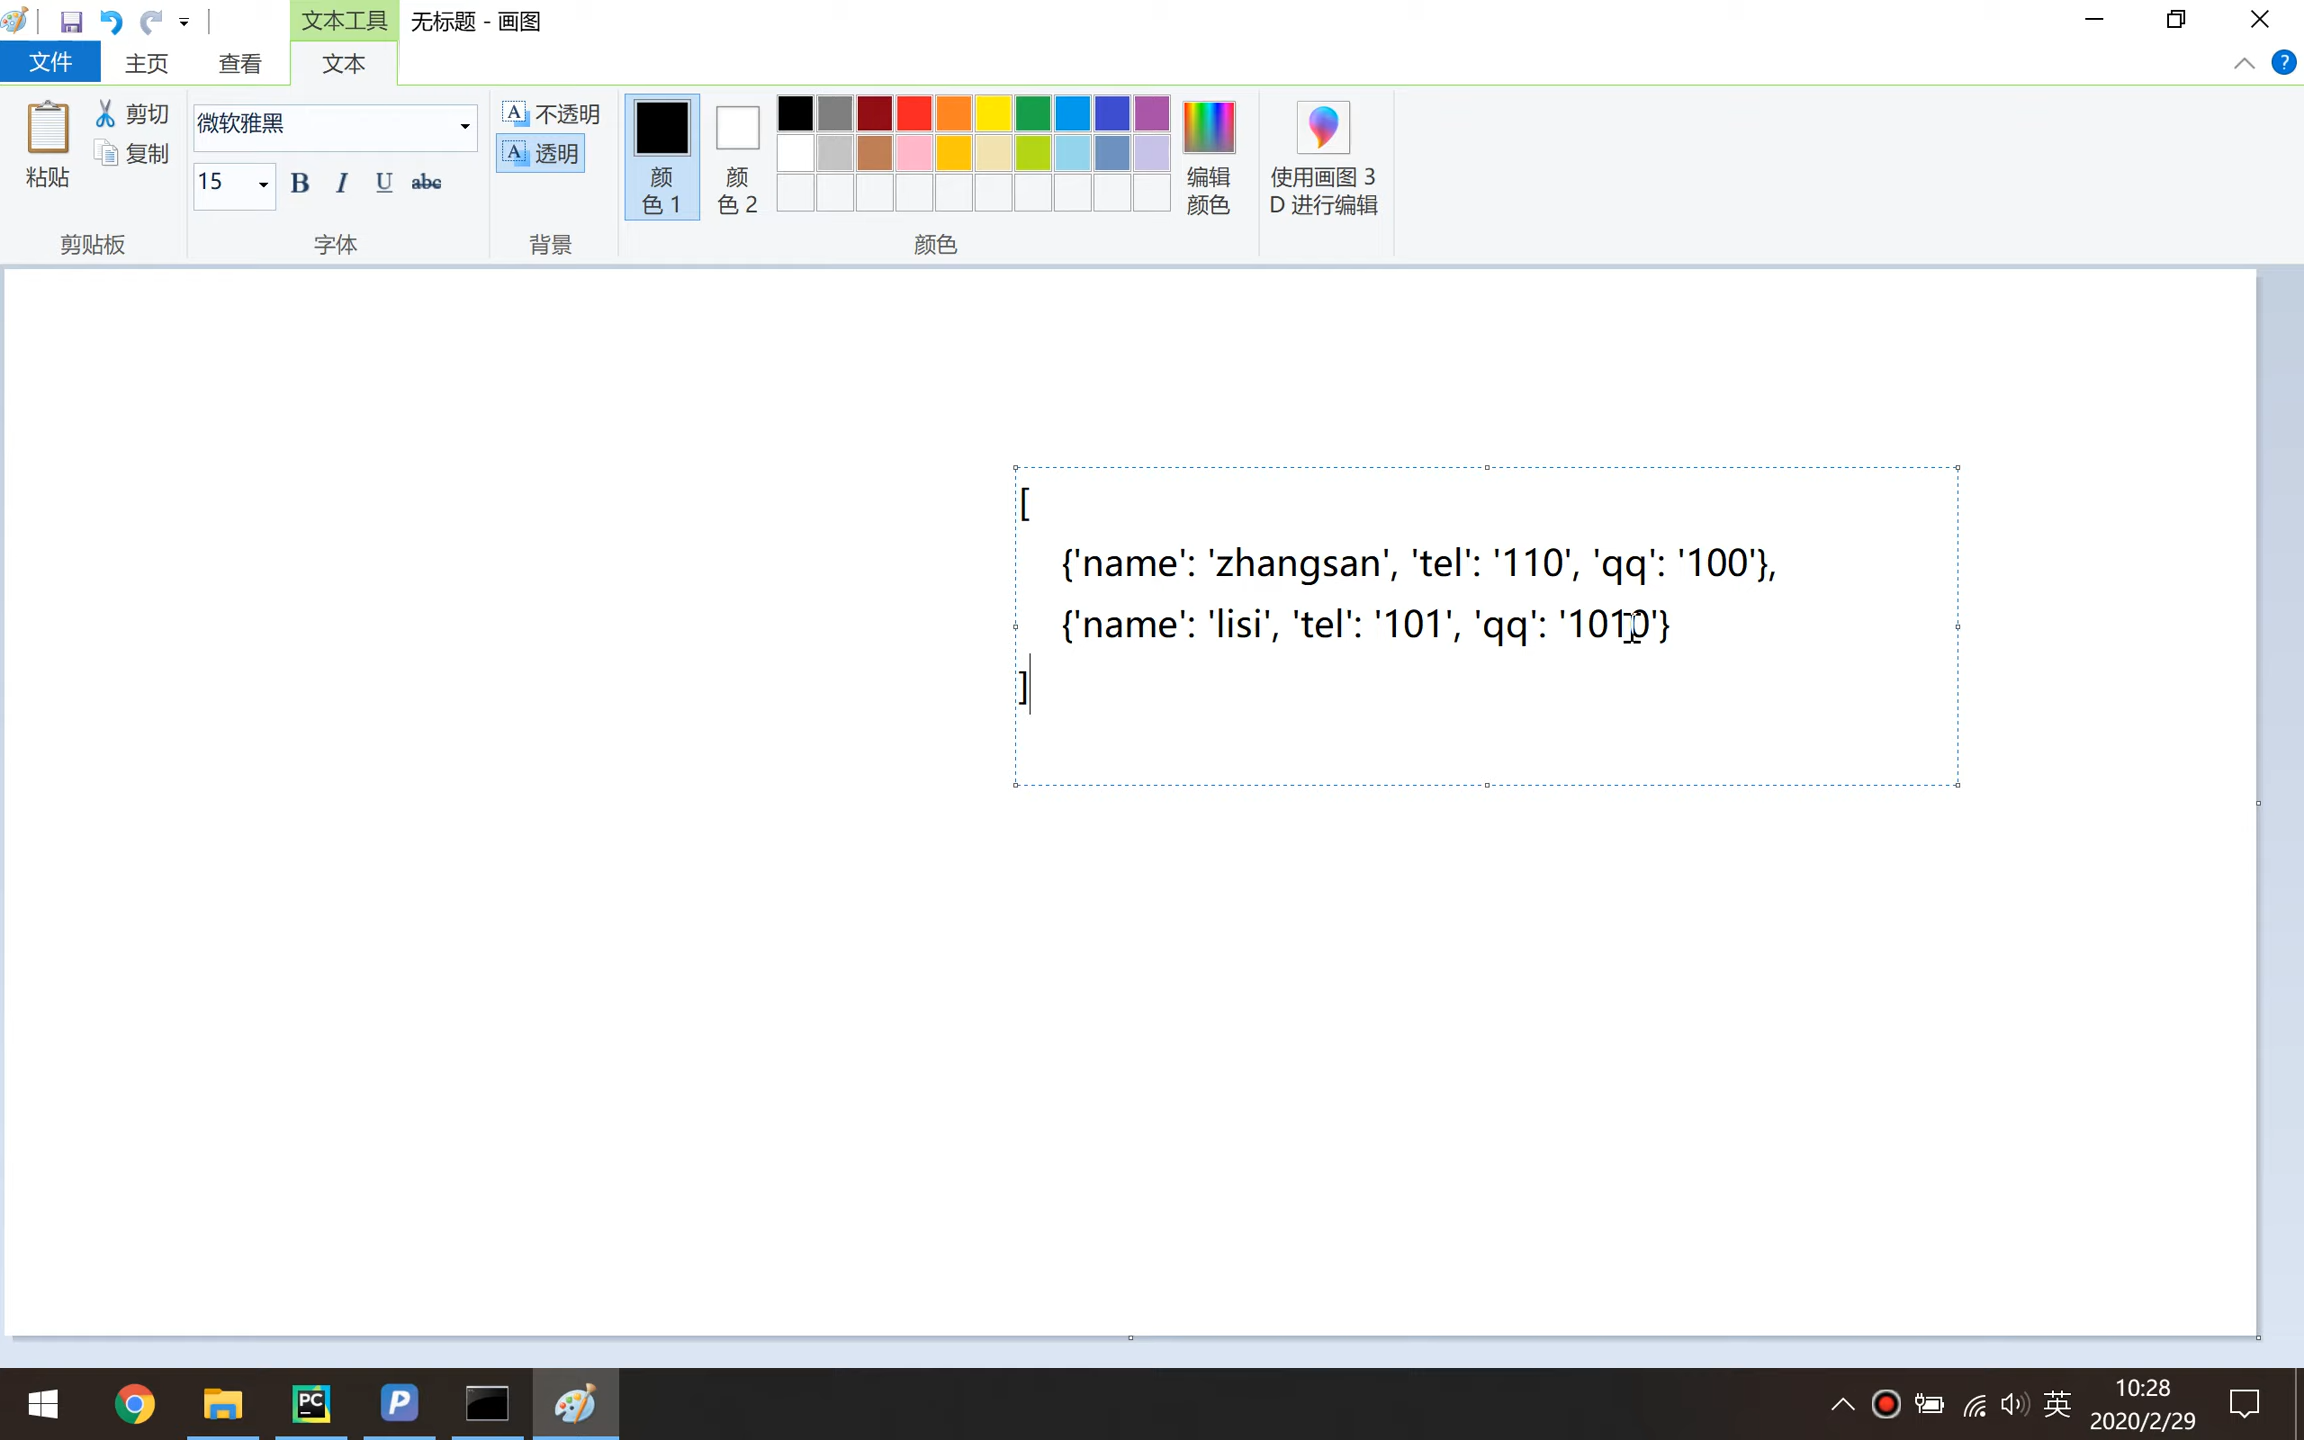 文本工具 无标题 - 画图
文件 主页 查看 文本
粘贴
剪切
复制
剪贴板
微软雅黑
15 B I U abc
字体
A 不透明
A 透明
背景
颜
色 1
颜
色 2
颜色
编辑
颜色
使用画图 3
D 进行编辑
?
[
{'name': 'zhangsan', 'tel': '110', 'qq': '100'},
{'name': 'lisi', 'tel': '101', 'qq': '1010'}
]
PC
P
英
10:28
2020/2/29